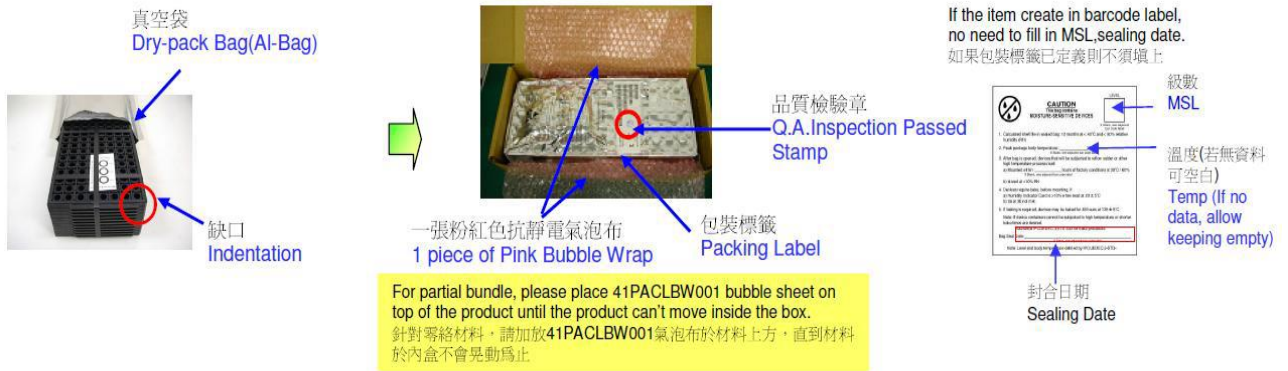 真空袋
Dry-pack Bag(Al-Bag)
缺口
Indentation
品質檢驗章
Q.A.Inspection Passed
Stamp
一張粉紅色抗靜電氣泡布
1 piece of Pink Bubble Wrap
包裝標籤
Packing Label
For partial bundle, please place 41PACLBW001 bubble sheet on
top of the product until the product can't move inside the box.
針對零絡材料，請加放41PACLBW001氣泡布於材料上方，直到材料
於內盒不會晃動為止
If the item create in barcode label,
no need to fill in MSL,sealing date.
如果包裝標籤已定義則不須填上
LEVEL
CAUTION
This bag contains
MOISTURE-SENSITIVE DEVICES
級數
MSL
溫度(若無資料
可空白)
Temp (If no
data, allow
keeping empty)
封合日期
Sealing Date